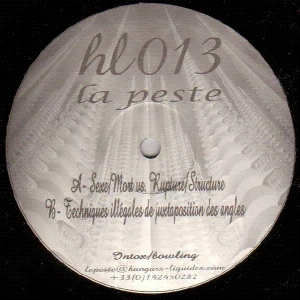 hl013
la peste
A- Sexe/Mort vs. Rupture/Structure
B- Techniques illégales de juxtaposition des angles
Intox/bowling
lapeste@hangars-liquides.com
+33(0)142450282